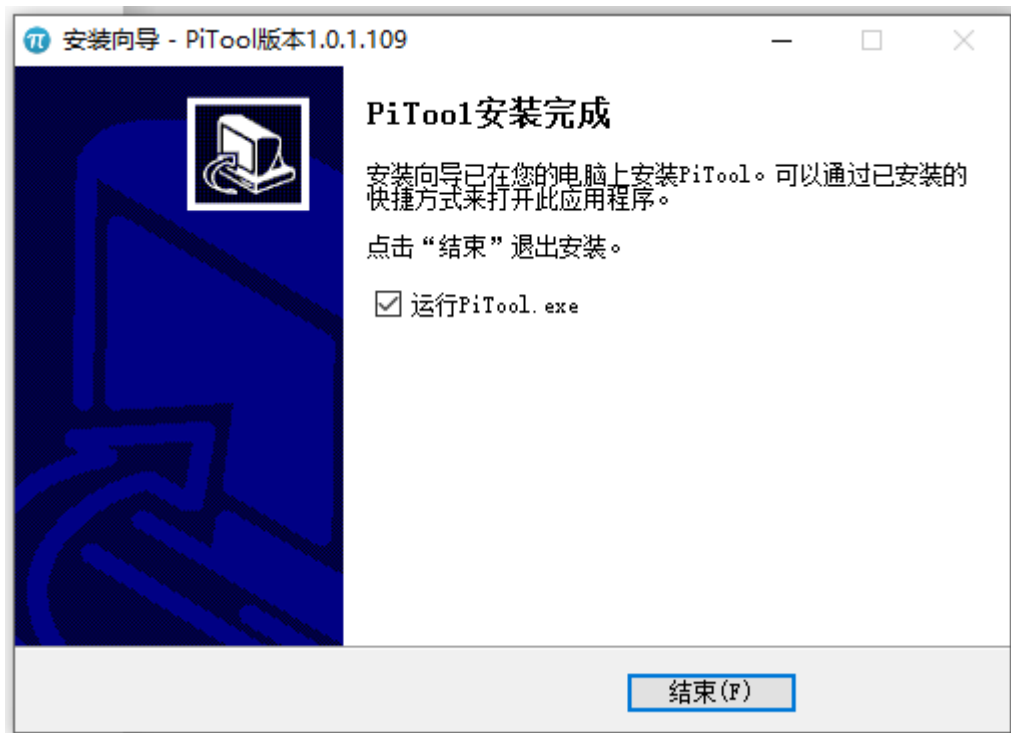 π 安装向导 - PiTool版本1.0.1.109
PiTool安装完成
安装向导已在您的电脑上安装PiTool。可以通过已安装的
快捷方式来打开此应用程序。
点击“结束”退出安装。
运行PiTool.exe
结束(F)